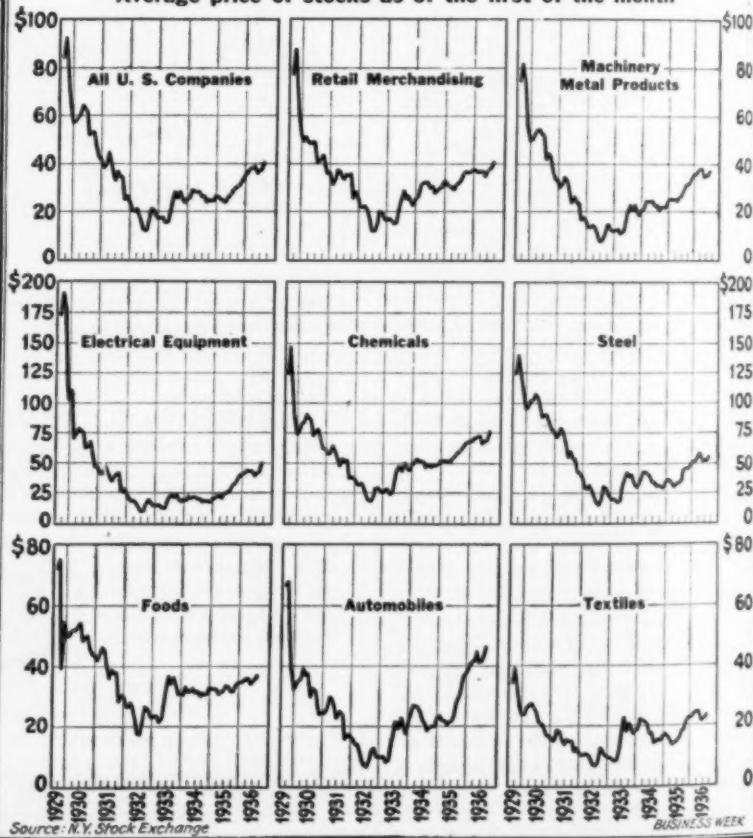 Average price of stocks as of the first of the month
$100
80
60
40
20
0
All U. S. Companies
Retail Merchandising
Machinery
Metal Products
$100
80
60
40
20
0
$200
175
150
125
100
75
50
25
0
Electrical Equipment
Chemicals
Steel
$200
175
150
125
100
75
50
25
0
$80
60
40
20
0
Foods
Automobiles
Textiles
$80
60
40
20
0
1929 1930 1931 1932 1933 1934 1935 1936
1929 1930 1931 1932 1933 1934 1935 1936
1929 1930 1931 1932 1933 1934 1935 1936
Source: N.Y. Stock Exchange
BUSINESS WEEK